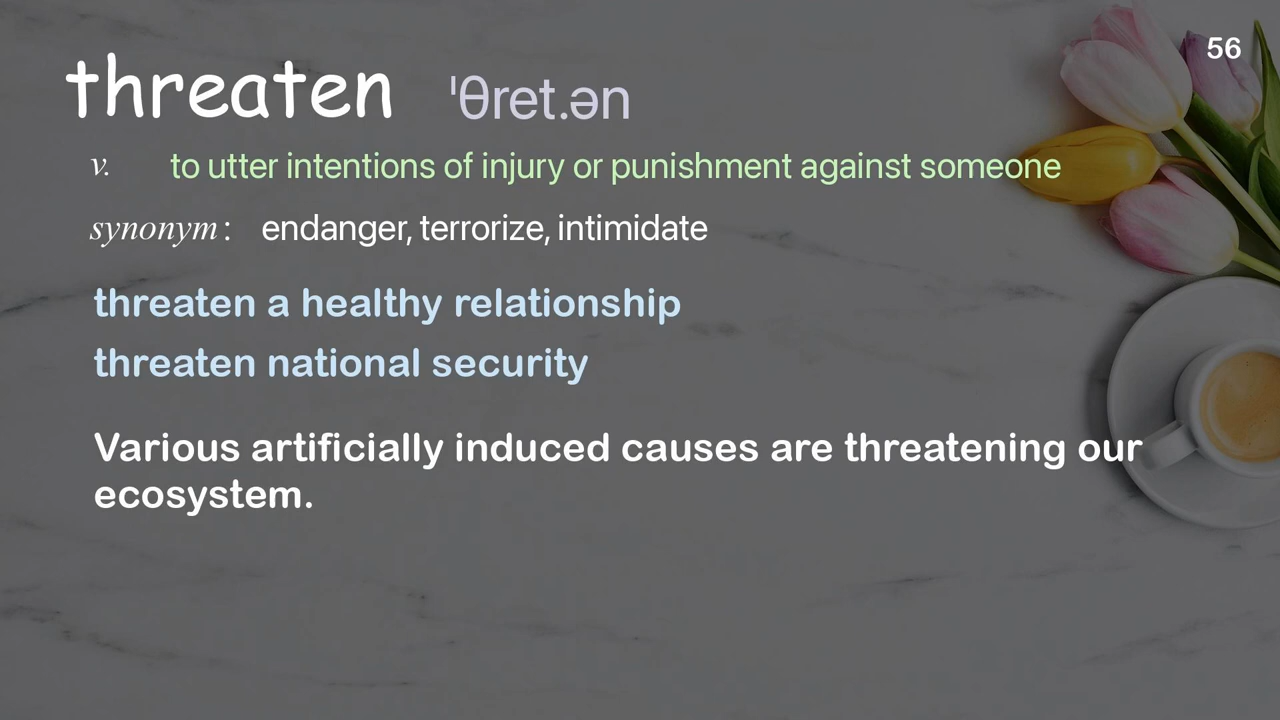 56
threaten ˈθret.ən
v. to utter intentions of injury or punishment against someone
synonym : endanger, terrorize, intimidate
threaten a healthy relationship
threaten national security
Various artificially induced causes are threatening our
ecosystem.